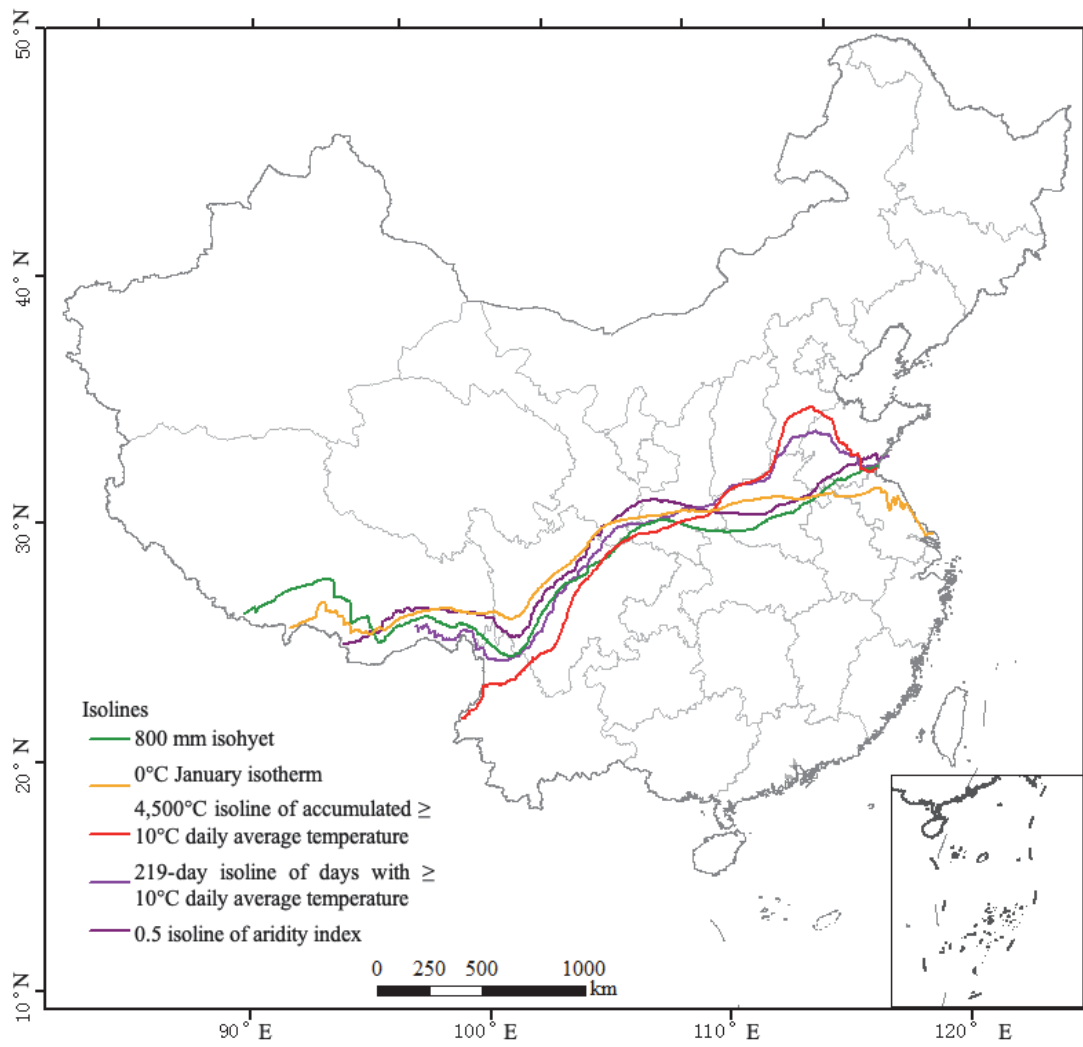 50°N
40°N
30°N
20°N
10°N
Isolines
800 mm isohyet
0°C January isotherm
4,500°C isoline of accumulated ≥
10°C daily average temperature
219-day isoline of days with ≥
10°C daily average temperature
0.5 isoline of aridity index
0 250 500 1000
km
90° E 100° E 110° E 120° E